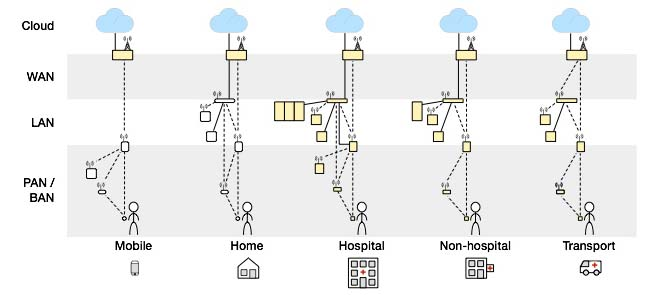 Cloud
WAN
LAN
PAN /
BAN
Mobile
Home
Hospital
Non-hospital
Transport